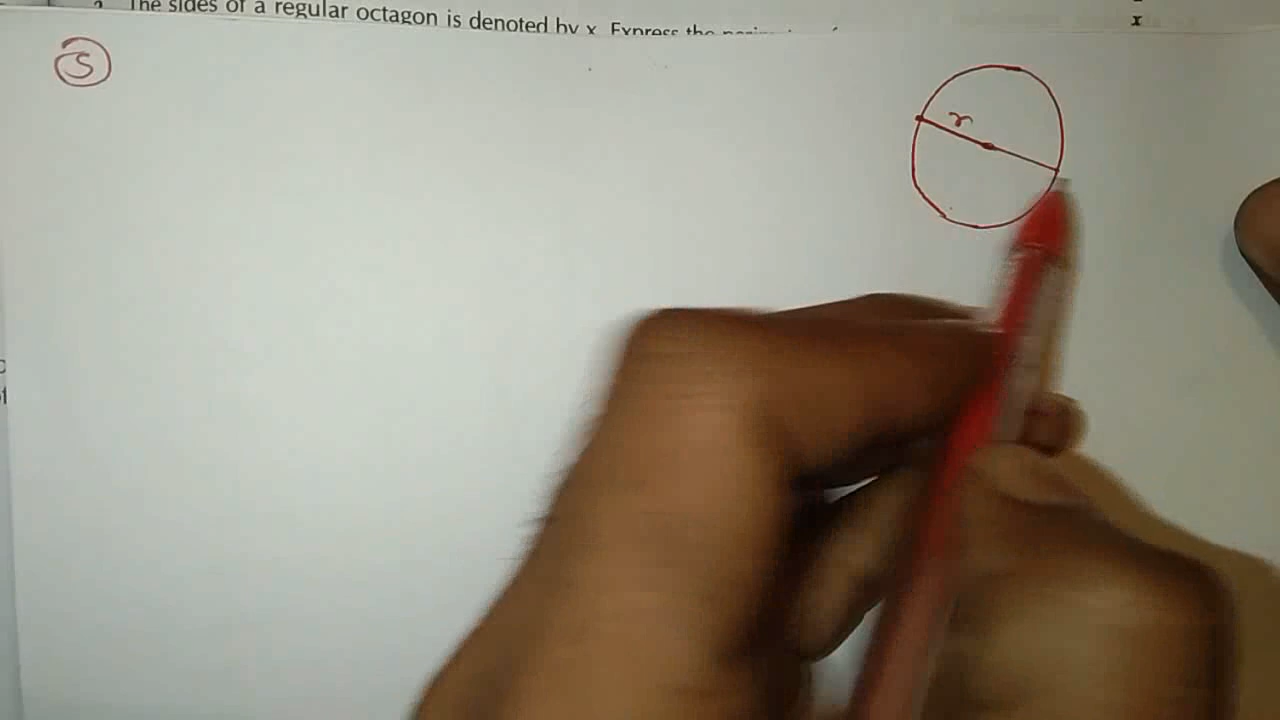 The sides of a regular octagon is denoted by x. Express the
x
5
r